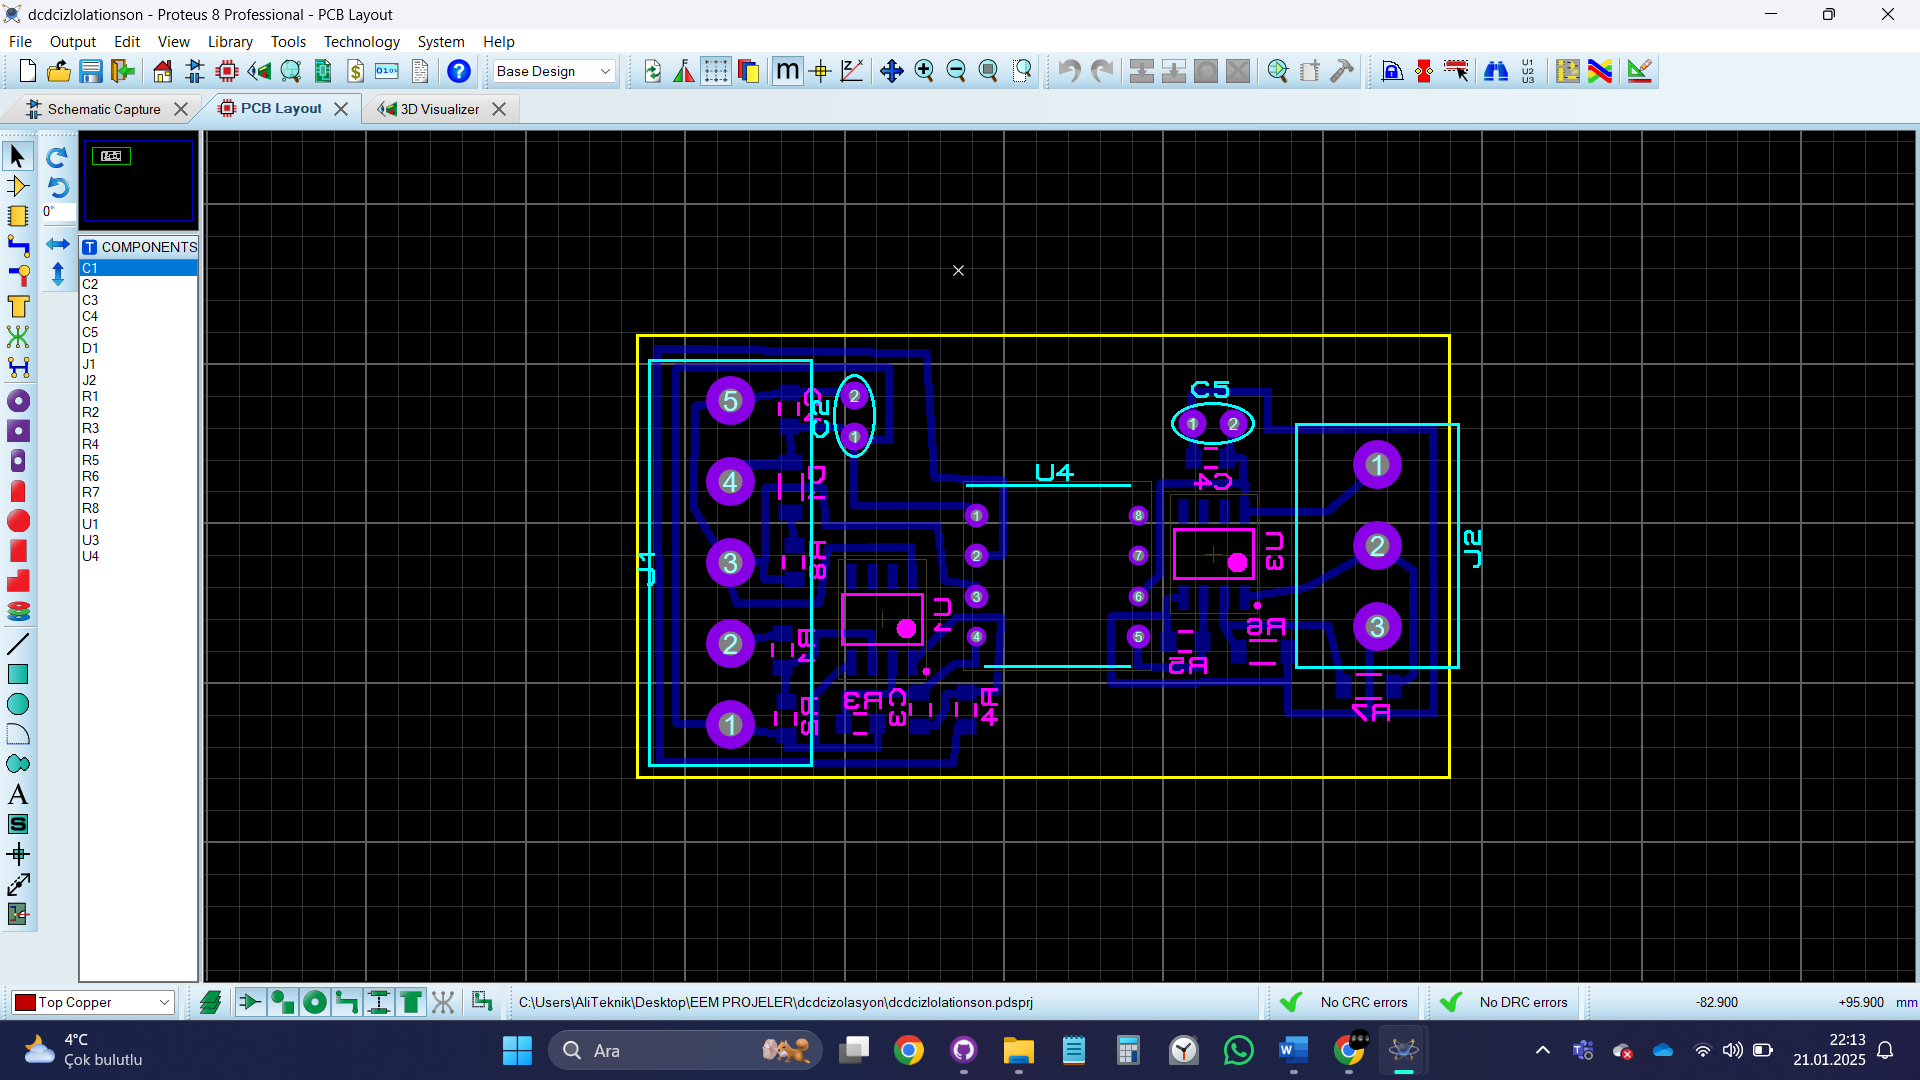 dcdcizlolationson - Proteus 8 Professional - PCB Layout
File Output Edit View Library Tools Technology System Help
Base Design
Schematic Capture
PCB Layout
3D Visualizer
0°
T COMPONENTS
C1
C2
C3
C4
C5
D1
J1
J2
R1
R2
R3
R4
R5
R6
R7
R8
U1
U3
U4
J1
5
4
3
2
1
C2
2
1
U4
1
2
3
4
8
7
6
5
C5
1 2
C4
U3
R6
R5
R7
R3
C3
R4
J2
1
2
3
Top Copper
C:\Users\AliTeknik\Desktop\EEM PROJELER\dcdcizolasyon\dcdcizlolationson.pdsprj
No CRC errors
No DRC errors
-82.900
+95.900 mm
4°C
Çok bulutlu
Ara
22:13
21.01.2025